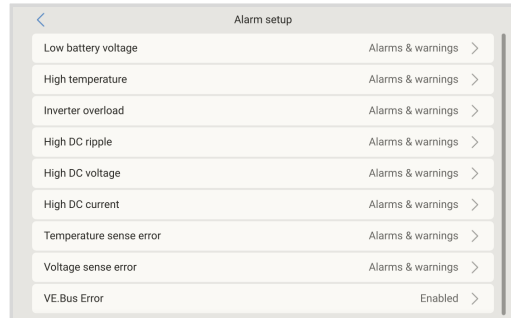 Alarm setup
Low battery voltage Alarms & warnings
High temperature Alarms & warnings
Inverter overload Alarms & warnings
High DC ripple Alarms & warnings
High DC voltage Alarms & warnings
High DC current Alarms & warnings
Temperature sense error Alarms & warnings
Voltage sense error Alarms & warnings
VE.Bus Error Enabled